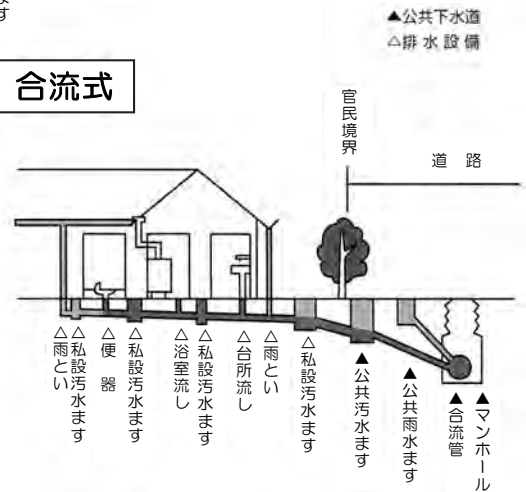 ます
▲公共下水道
△排水設備
合流式
官民境界
道路
△雨とい
△私設汚水ます
△便器
△私設汚水ます
△浴室流し
△私設汚水ます
△台所流し
△雨とい
△私設汚水ます
▲公共汚水ます
▲公共雨水ます
▲合流管
▲マンホール